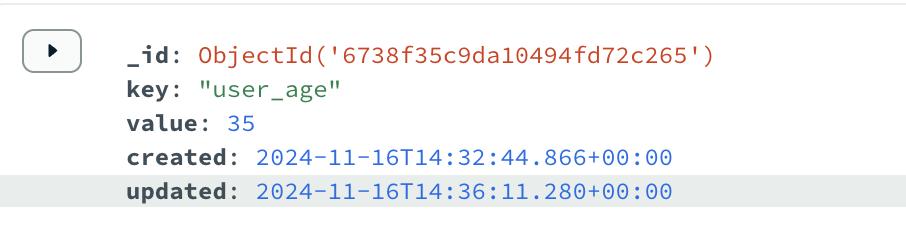 _id: ObjectId('6738f35c9da10494fd72c265')
key: "user_age"
value: 35
created: 2024-11-16T14:32:44.866+00:00
updated: 2024-11-16T14:36:11.280+00:00